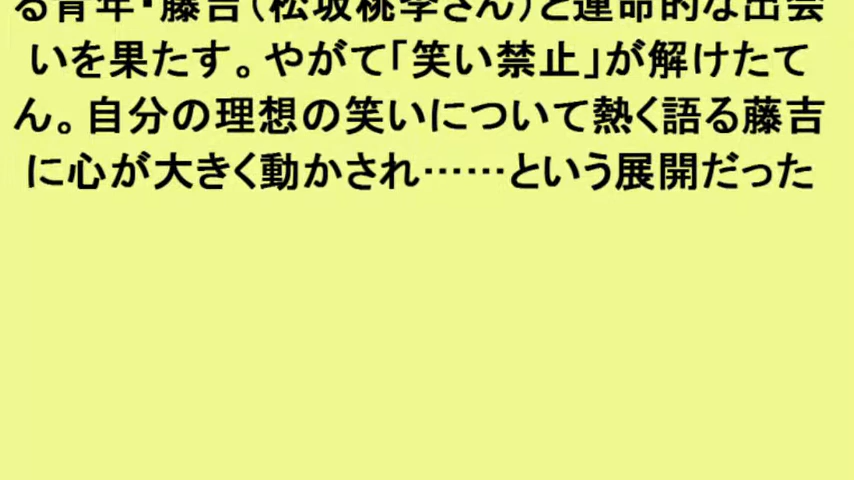 る青年・藤吉（松坂桃李さん）と運命的な出会
いを果たす。やがて「笑い禁止」が解けたて
ん。自分の理想の笑いについて熱く語る藤吉
に心が大きく動かされ……という展開だった